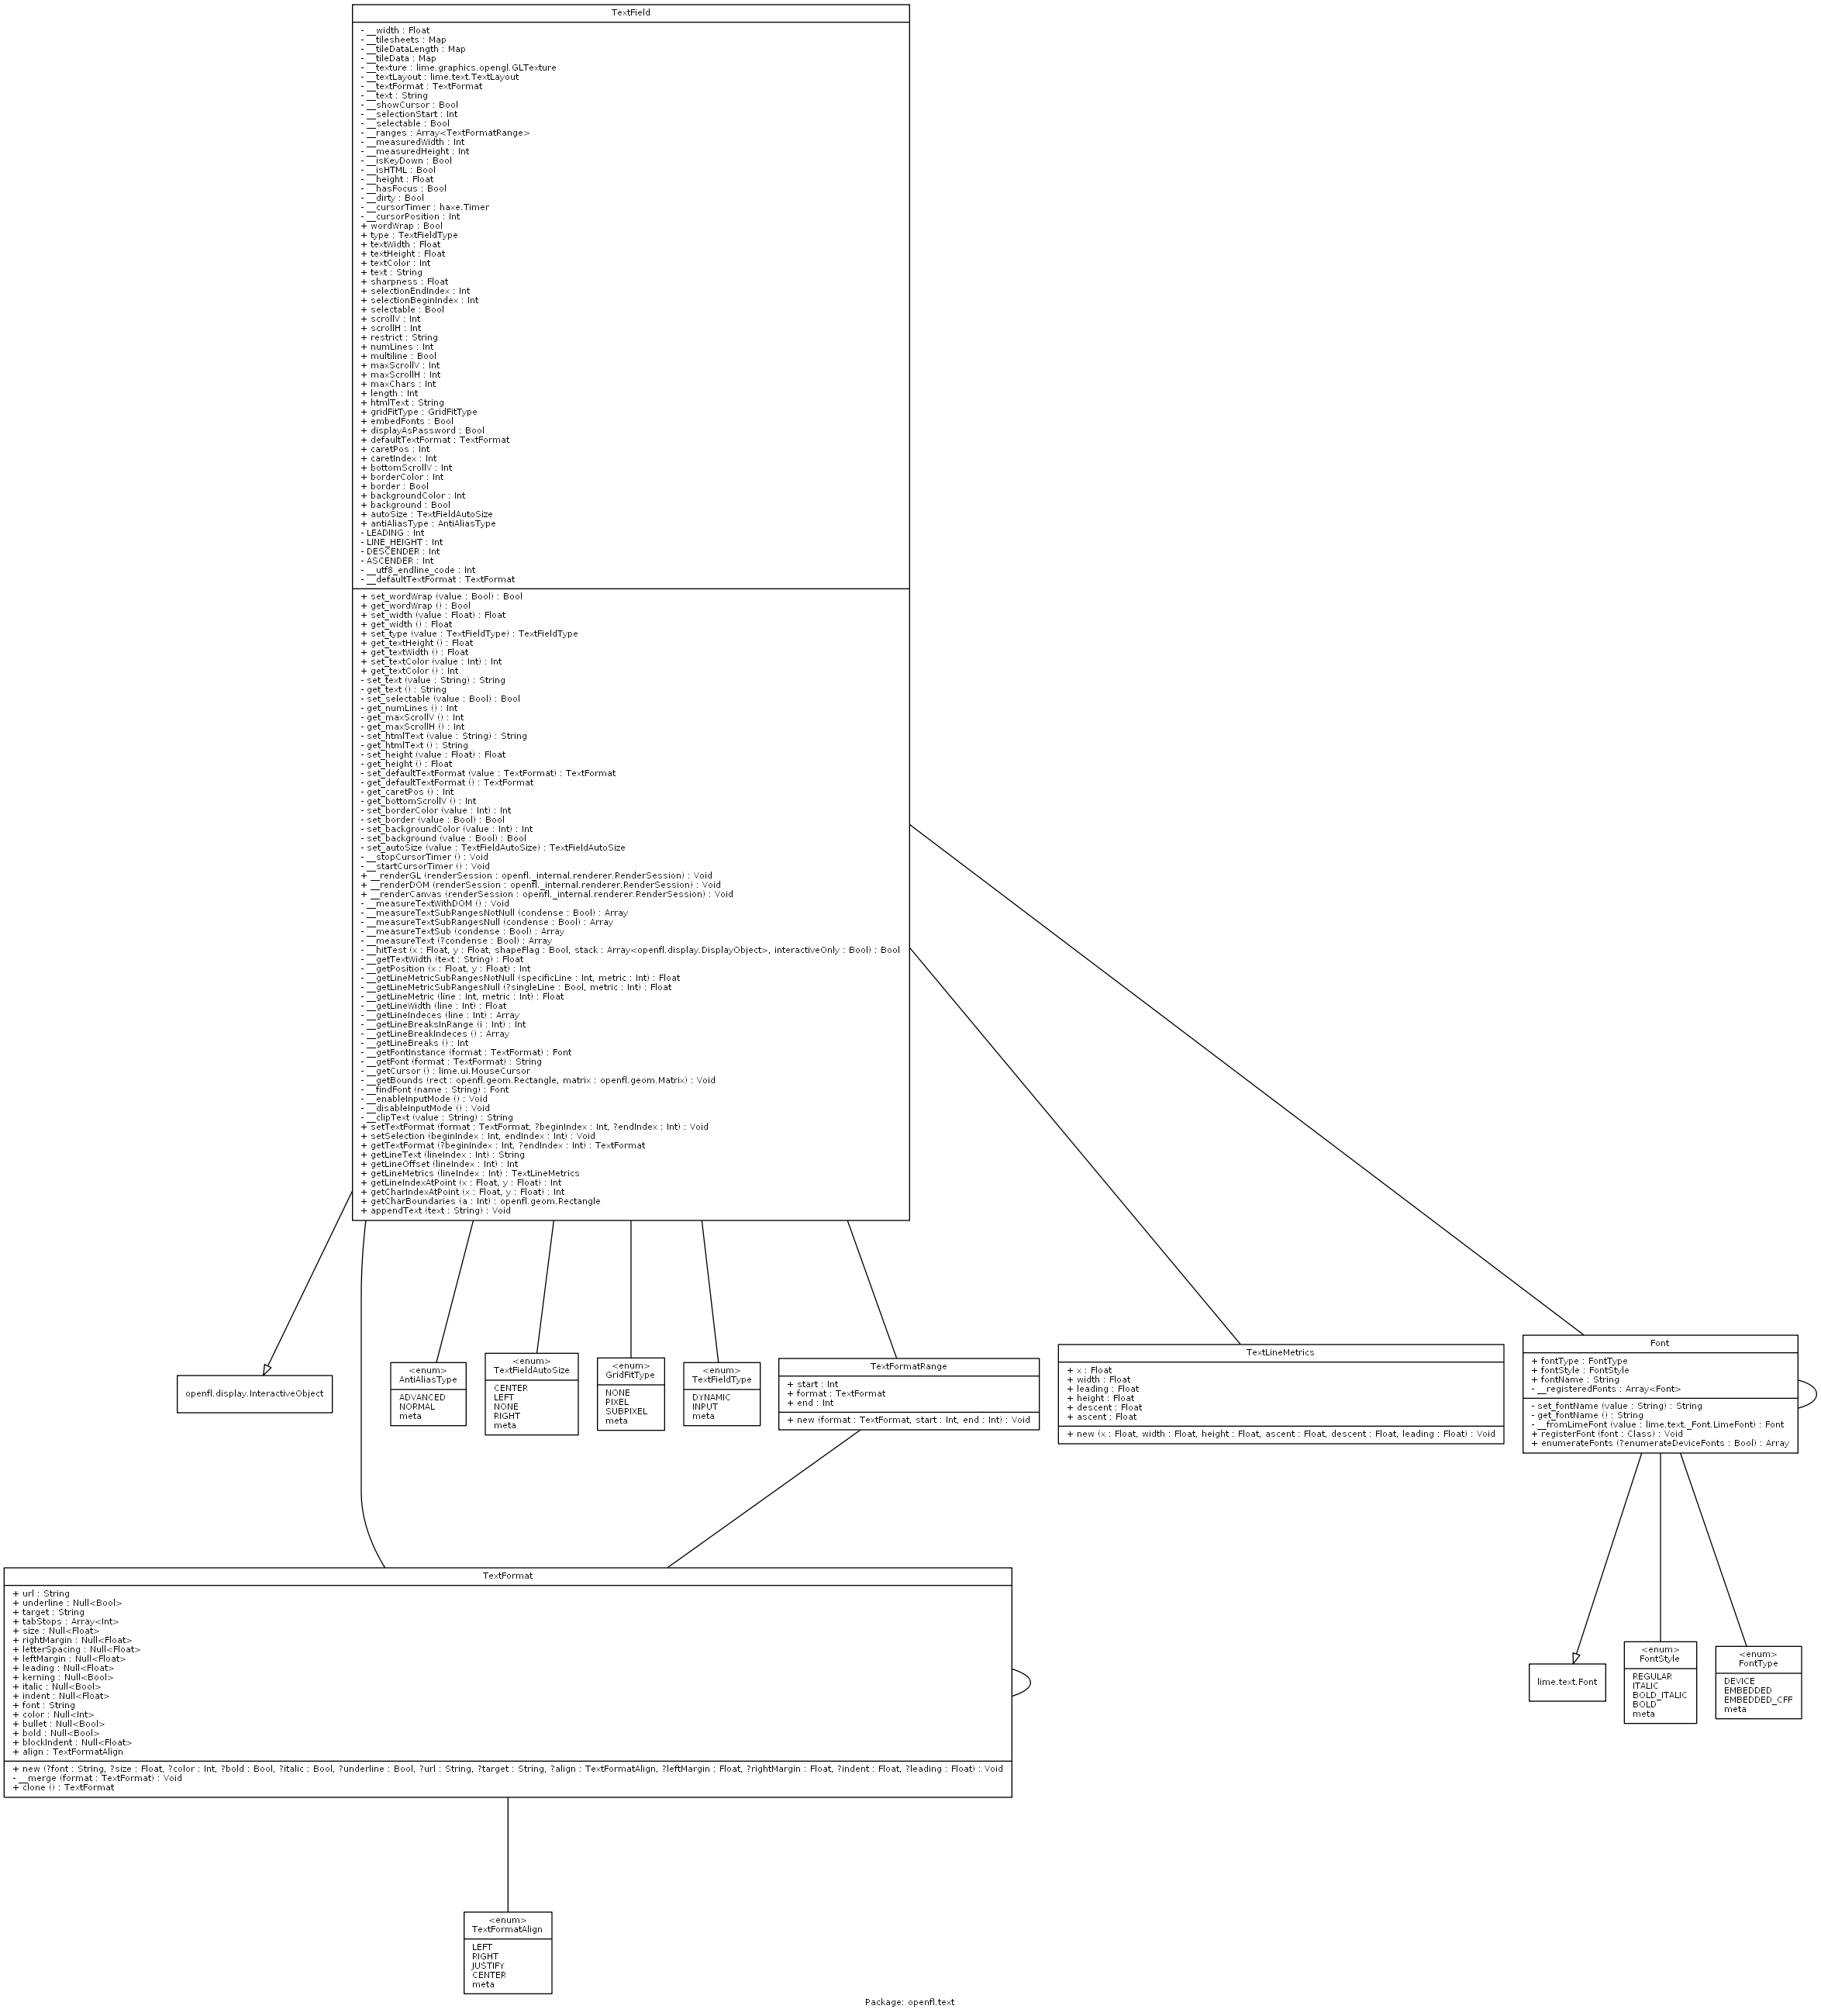 TextField
- __width : Float
- __tilesheets : Map
- __tileDataLength : Map
- __tileData : Map
- __texture : lime.graphics.opengl.GLTexture
- __textLayout : lime.text.TextLayout
- __textFormat : TextFormat
- __text : String
- __showCursor : Bool
- __selectionStart : Int
- __selectable : Bool
- __ranges : Array<TextFormatRange>
- __measuredWidth : Int
- __measuredHeight : Int
- __isKeyDown : Bool
- __isHTML : Bool
- __height : Float
- __hasFocus : Bool
- __dirty : Bool
- __cursorTimer : haxe.Timer
- __cursorPosition : Int
+ wordWrap : Bool
+ type : TextFieldType
+ textWidth : Float
+ textHeight : Float
+ textColor : Int
+ text : String
+ sharpness : Float
+ selectionEndIndex : Int
+ selectionBeginIndex : Int
+ selectable : Bool
+ scrollV : Int
+ scrollH : Int
+ restrict : String
+ numLines : Int
+ multiline : Bool
+ maxScrollV : Int
+ maxScrollH : Int
+ maxChars : Int
+ length : Int
+ htmlText : String
+ gridFitType : GridFitType
+ embedFonts : Bool
+ displayAsPassword : Bool
+ defaultTextFormat : TextFormat
+ caretPos : Int
+ caretIndex : Int
+ bottomScrollV : Int
+ borderColor : Int
+ border : Bool
+ backgroundColor : Int
+ background : Bool
+ autoSize : TextFieldAutoSize
+ antiAliasType : AntiAliasType
- LEADING : Int
- LINE_HEIGHT : Int
- DESCENDER : Int
- ASCENDER : Int
- __utf8_endline_code : Int
- __defaultTextFormat : TextFormat
+ set_wordWrap (value : Bool) : Bool
+ get_wordWrap () : Bool
+ set_width (value : Float) : Float
+ get_width () : Float
+ set_type (value : TextFieldType) : TextFieldType
+ get_textHeight () : Float
+ get_textWidth () : Float
+ set_textColor (value : Int) : Int
+ get_textColor () : Int
- set_text (value : String) : String
- get_text () : String
- set_selectable (value : Bool) : Bool
- get_numLines () : Int
- get_maxScrollV () : Int
- get_maxScrollH () : Int
- set_htmlText (value : String) : String
- get_htmlText () : String
- set_height (value : Float) : Float
- get_height () : Float
- set_defaultTextFormat (value : TextFormat) : TextFormat
- get_defaultTextFormat () : TextFormat
- get_caretPos () : Int
- get_bottomScrollV () : Int
- set_borderColor (value : Int) : Int
- set_border (value : Bool) : Bool
- set_backgroundColor (value : Int) : Int
- set_background (value : Bool) : Bool
- set_autoSize (value : TextFieldAutoSize) : TextFieldAutoSize
- __stopCursorTimer () : Void
- __startCursorTimer () : Void
+ __renderGL (renderSession : openfl._internal.renderer.RenderSession) : Void
+ __renderDOM (renderSession : openfl._internal.renderer.RenderSession) : Void
+ __renderCanvas (renderSession : openfl._internal.renderer.RenderSession) : Void
- __measureTextWithDOM () : Void
- __measureTextSubRangesNotNull (condense : Bool) : Array
- __measureTextSubRangesNull (condense : Bool) : Array
- __measureTextSub (condense : Bool) : Array
- __measureText (?condense : Bool) : Array
- __hitTest (x : Float, y : Float, shapeFlag : Bool, stack : Array<openfl.display.DisplayObject>, interactiveOnly : Bool) : Bool
- __getTextWidth (text : String) : Float
- __getPosition (x : Float, y : Float) : Int
- __getLineMetricSubRangesNotNull (specificLine : Int, metric : Int) : Float
- __getLineMetricSubRangesNull (?singleLine : Bool, metric : Int) : Float
- __getLineMetric (line : Int, metric : Int) : Float
- __getLineWidth (line : Int) : Float
- __getLineIndeces (line : Int) : Array
- __getLineBreaksInRange (i : Int) : Int
- __getLineBreakIndeces () : Array
- __getLineBreaks () : Int
- __getFontInstance (format : TextFormat) : Font
- __getFont (format : TextFormat) : String
- __getCursor () : lime.ui.MouseCursor
- __getBounds (rect : openfl.geom.Rectangle, matrix : openfl.geom.Matrix) : Void
- __findFont (name : String) : Font
- __enableInputMode () : Void
- __disableInputMode () : Void
- __clipText (value : String) : String
+ setTextFormat (format : TextFormat, ?beginIndex : Int, ?endIndex : Int) : Void
+ setSelection (beginIndex : Int, endIndex : Int) : Void
+ getTextFormat (?beginIndex : Int, ?endIndex : Int) : TextFormat
+ getLineText (lineIndex : Int) : String
+ getLineOffset (lineIndex : Int) : Int
+ getLineMetrics (lineIndex : Int) : TextLineMetrics
+ getLineIndexAtPoint (x : Float, y : Float) : Int
+ getCharIndexAtPoint (x : Float, y : Float) : Int
+ getCharBoundaries (a : Int) : openfl.geom.Rectangle
+ appendText (text : String) : Void
openfl.display.InteractiveObject
<enum>
AntiAliasType
ADVANCED
NORMAL
meta
<enum>
TextFieldAutoSize
CENTER
LEFT
NONE
RIGHT
meta
<enum>
GridFitType
NONE
PIXEL
SUBPIXEL
meta
<enum>
TextFieldType
DYNAMIC
INPUT
meta
TextFormatRange
+ start : Int
+ format : TextFormat
+ end : Int
+ new (format : TextFormat, start : Int, end : Int) : Void
TextLineMetrics
+ x : Float
+ width : Float
+ leading : Float
+ height : Float
+ descent : Float
+ ascent : Float
+ new (x : Float, width : Float, height : Float, ascent : Float, descent : Float, leading : Float) : Void
Font
+ fontType : FontType
+ fontStyle : FontStyle
+ fontName : String
- __registeredFonts : Array<Font>
- set_fontName (value : String) : String
- get_fontName () : String
- __fromLimeFont (value : lime.text._Font.LimeFont) : Font
+ registerFont (font : Class) : Void
+ enumerateFonts (?enumerateDeviceFonts : Bool) : Array
TextFormat
+ url : String
+ underline : Null<Bool>
+ target : String
+ tabStops : Array<Int>
+ size : Null<Float>
+ rightMargin : Null<Float>
+ letterSpacing : Null<Float>
+ leftMargin : Null<Float>
+ leading : Null<Float>
+ kerning : Null<Bool>
+ italic : Null<Bool>
+ indent : Null<Float>
+ font : String
+ color : Null<Int>
+ bullet : Null<Bool>
+ bold : Null<Bool>
+ blockIndent : Null<Float>
+ align : TextFormatAlign
+ new (?font : String, ?size : Float, ?color : Int, ?bold : Bool, ?italic : Bool, ?underline : Bool, ?url : String, ?target : String, ?align : TextFormatAlign, ?leftMargin : Float, ?rightMargin : Float, ?indent : Float, ?leading : Float) : Void
- __merge (format : TextFormat) : Void
+ clone () : TextFormat
lime.text.Font
<enum>
FontStyle
REGULAR
ITALIC
BOLD_ITALIC
BOLD
meta
<enum>
FontType
DEVICE
EMBEDDED
EMBEDDED_CFF
meta
<enum>
TextFormatAlign
LEFT
RIGHT
JUSTIFY
CENTER
meta
Package: openfl.text